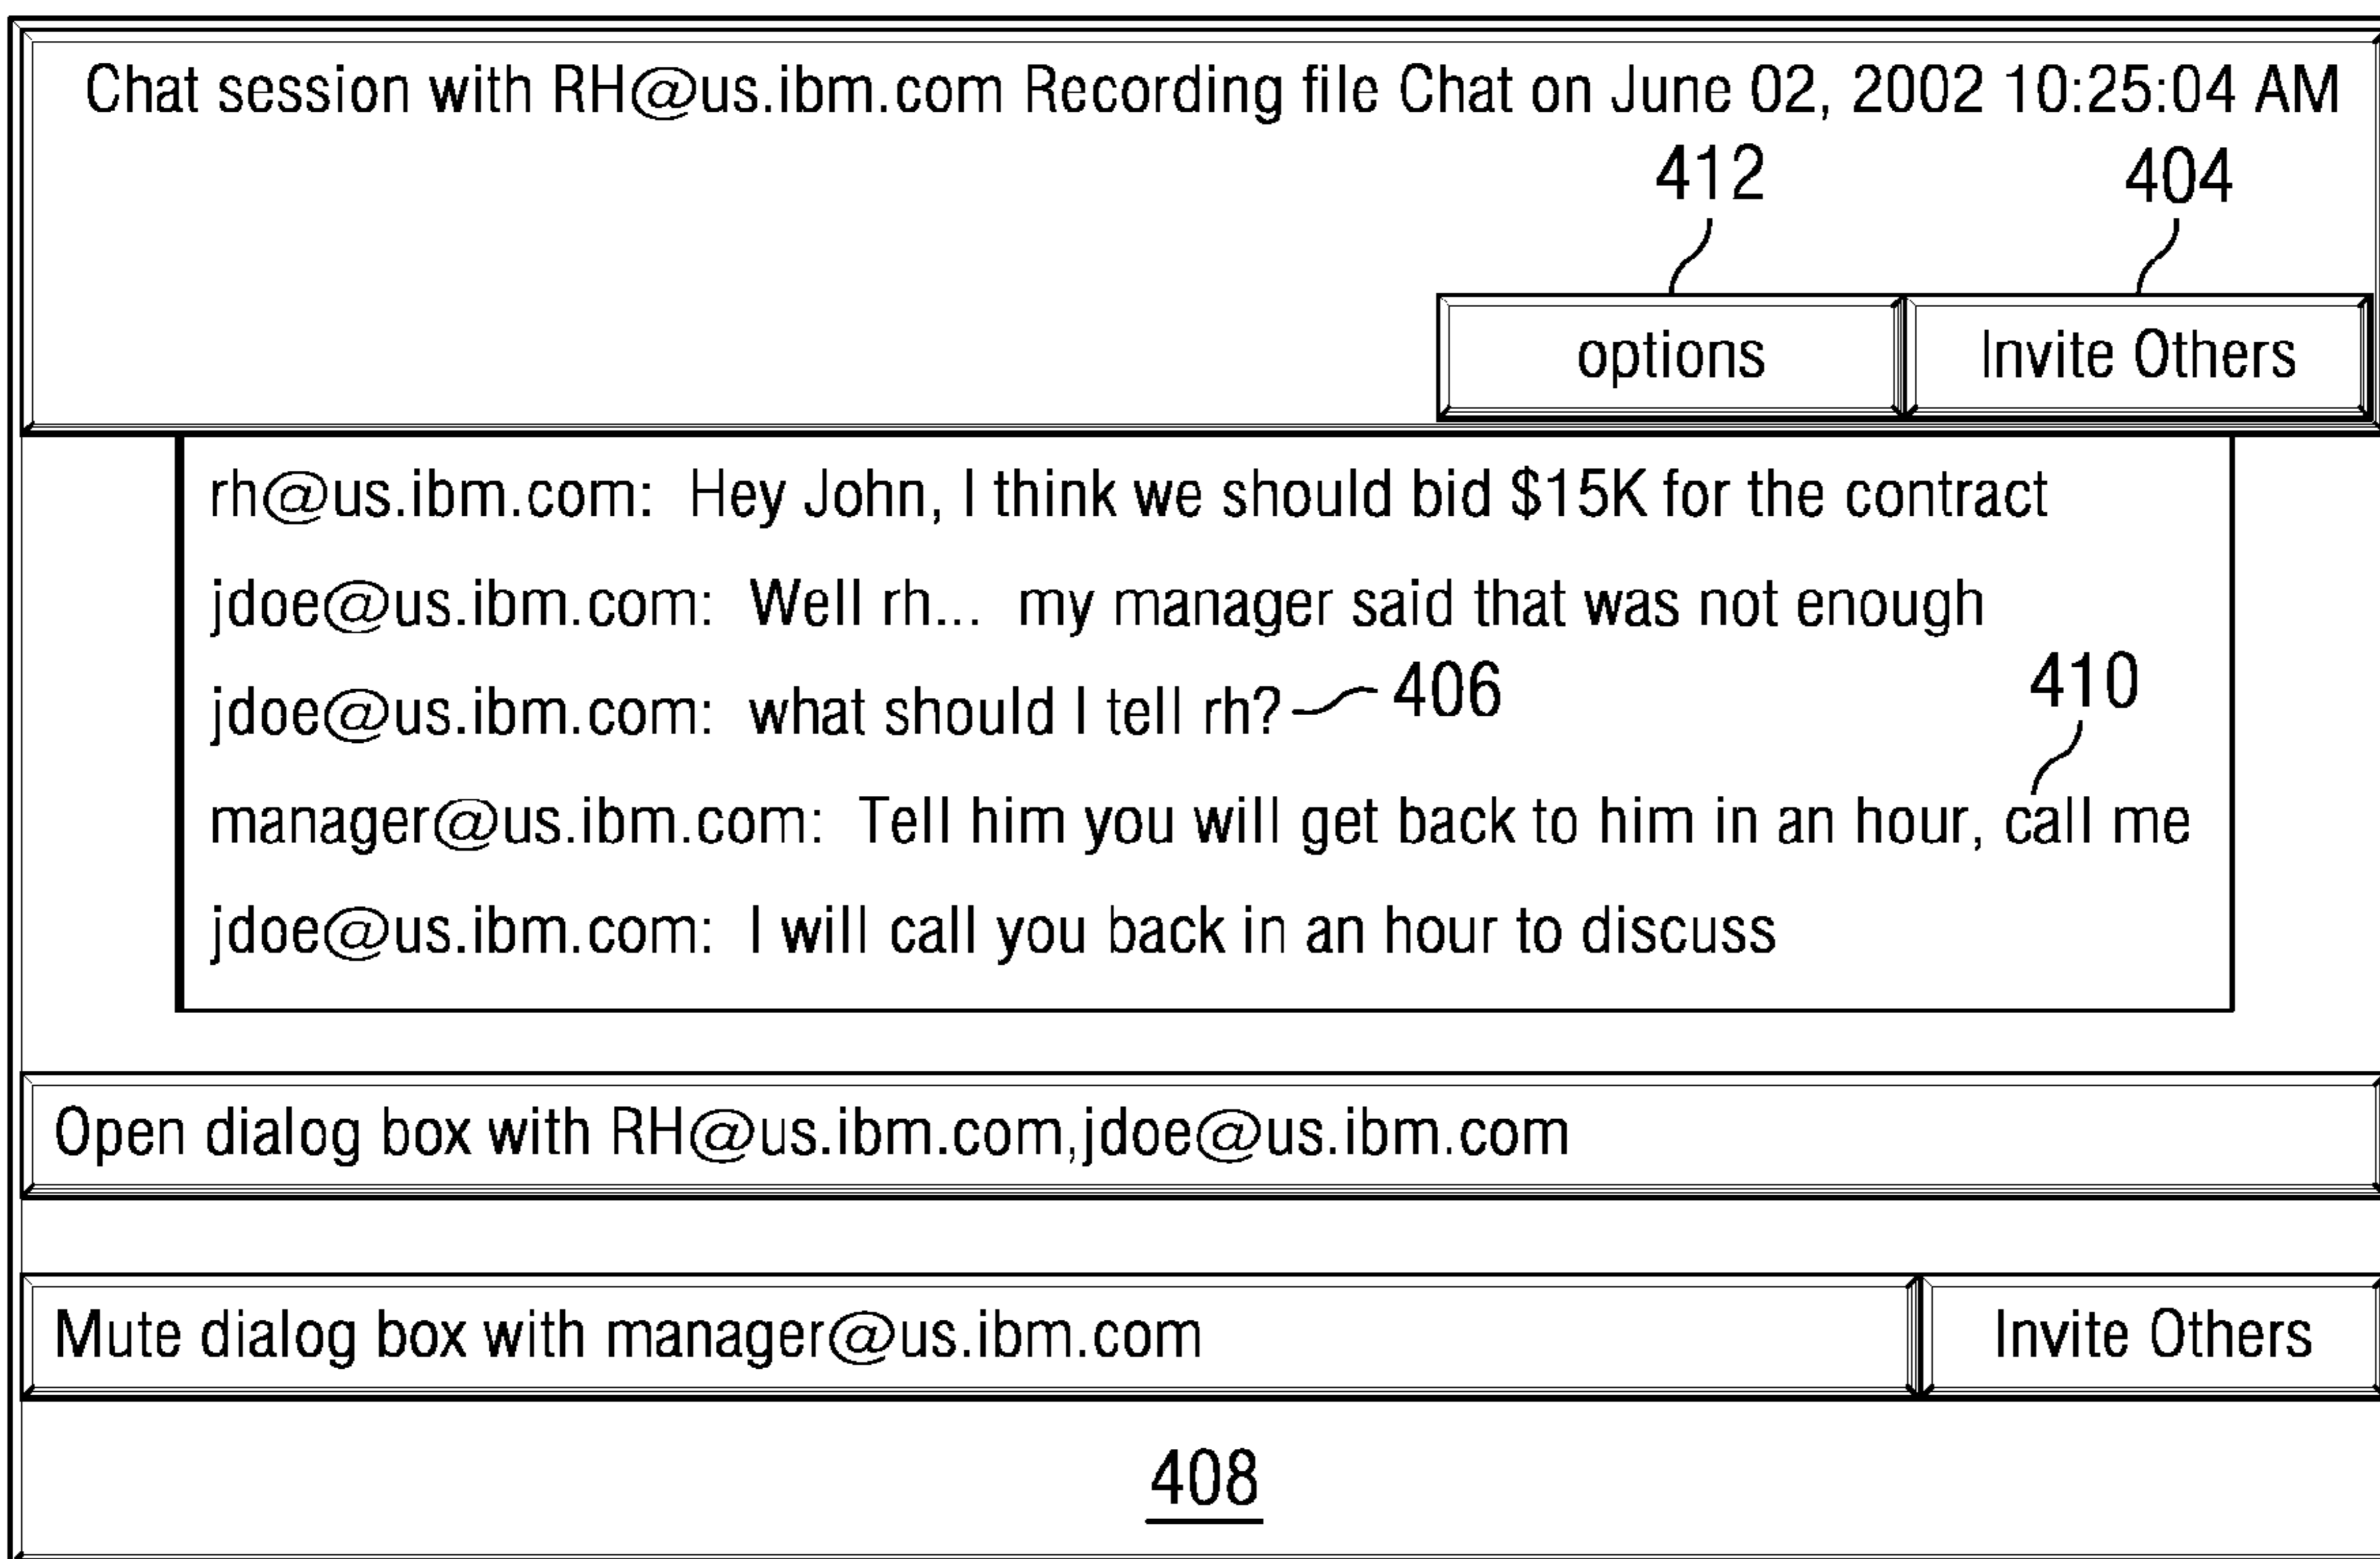 Chat session with RH@us.ibm.com Recording file Chat on June 02, 2002 10:25:04 AM
412 404
options Invite Others
rh@us.ibm.com: Hey John, I think we should bid $15K for the contract
jdoe@us.ibm.com: Well rh... my manager said that was not enough
jdoe@us.ibm.com: what should I tell rh? 406 410
manager@us.ibm.com: Tell him you will get back to him in an hour, call me
jdoe@us.ibm.com: I will call you back in an hour to discuss
Open dialog box with RH@us.ibm.com,jdoe@us.ibm.com
Mute dialog box with manager@us.ibm.com Invite Others
408